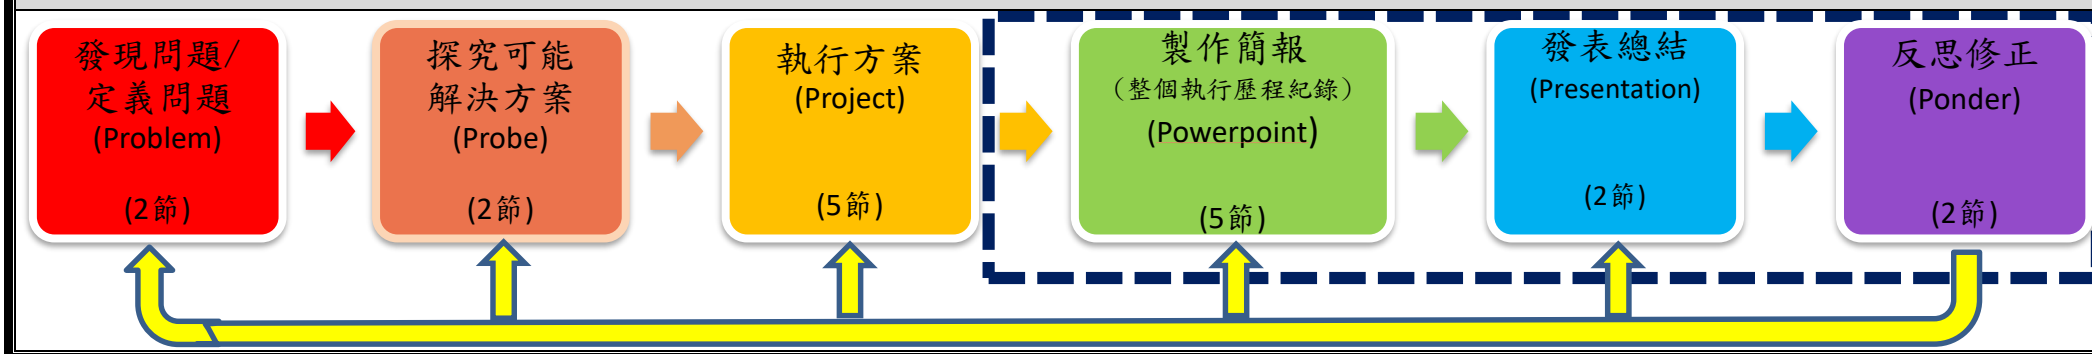 發現問題/
定義問題
(Problem)
(2節)
探究可能
解決方案
(Probe)
(2節)
執行方案
(Project)
(5節)
製作簡報
（整個執行歷程紀錄）
(Powerpoint)
(5節)
發表總結
(Presentation)
(2節)
反思修正
(Ponder)
(2節)